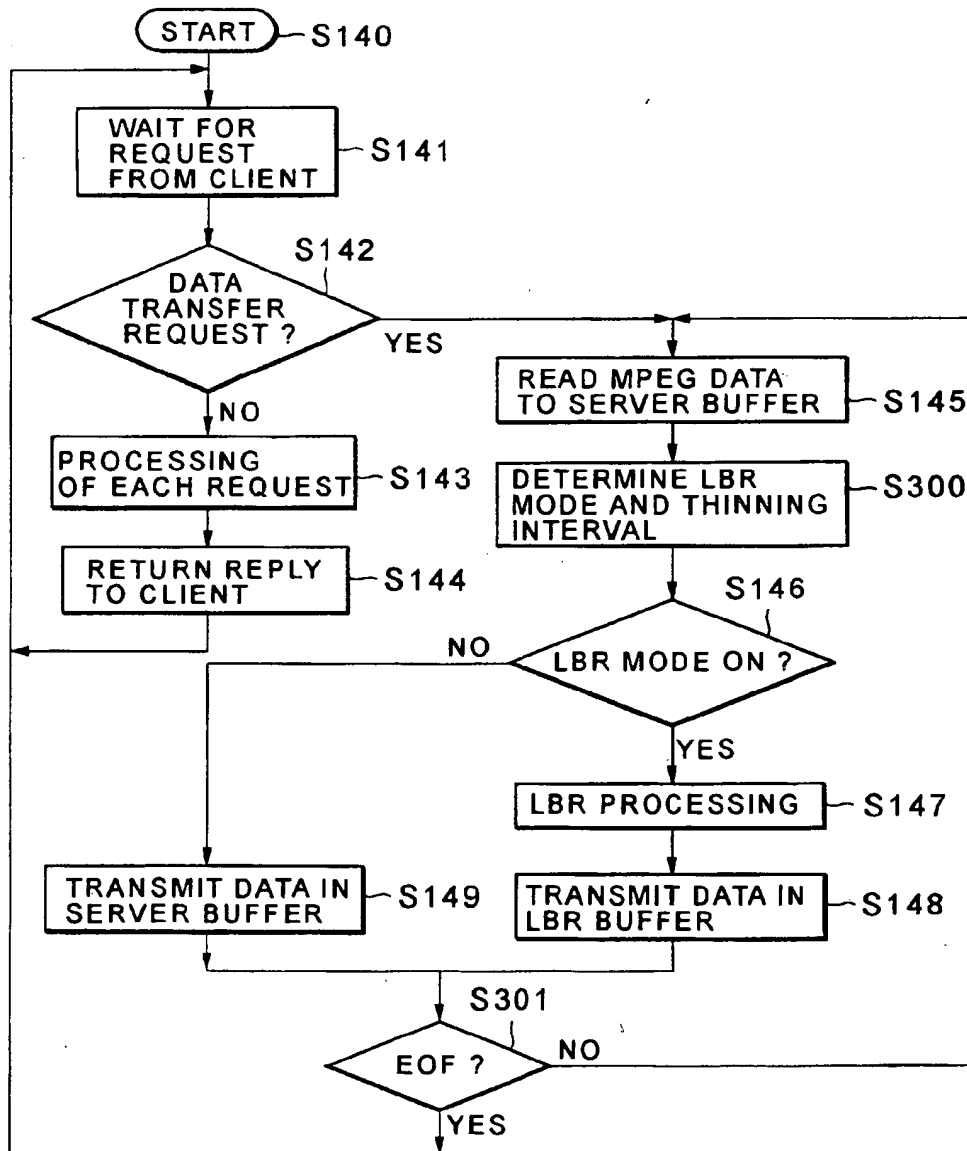 START
S140
WAIT FOR
REQUEST
FROM CLIENT
S141
S142
DATA
TRANSFER
REQUEST ?
YES
NO
READ MPEG DATA
TO SERVER BUFFER
S145
PROCESSING
OF EACH REQUEST
S143
DETERMINE LBR
MODE AND THINNING
INTERVAL
S300
RETURN REPLY
TO CLIENT
S144
S146
LBR MODE ON ?
NO
YES
LBR PROCESSING
S147
TRANSMIT DATA IN
SERVER BUFFER
S149
TRANSMIT DATA IN
LBR BUFFER
S148
S301
EOF ?
NO
YES